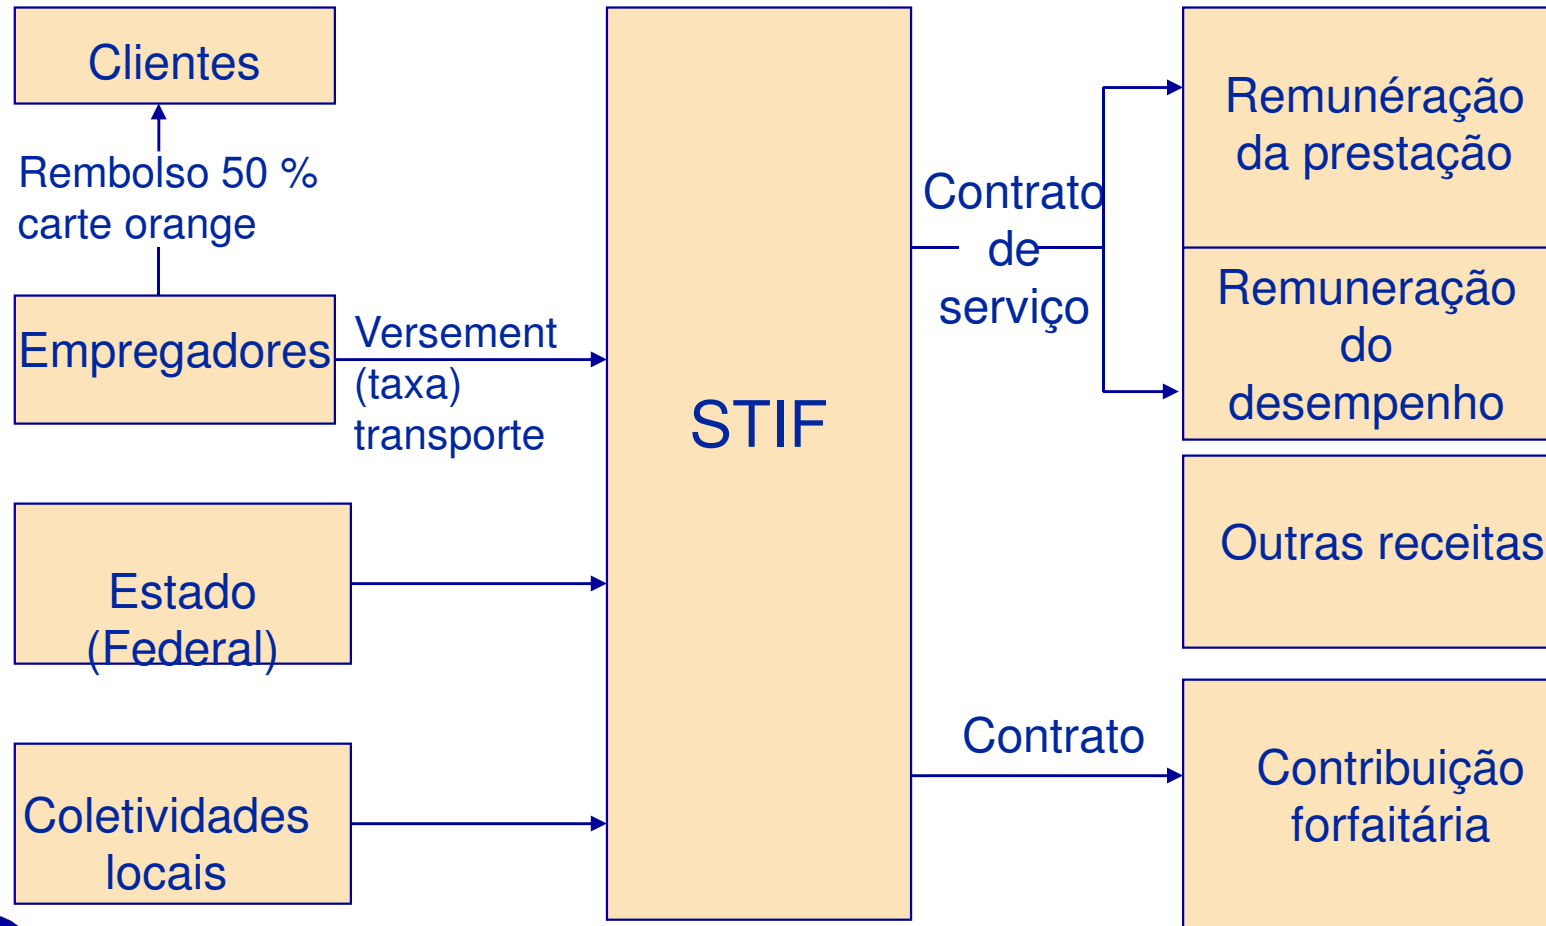 Clientes
Rembolso 50 %
carte orange
Empregadores
Versement
(taxa)
transporte
Estado
(Federal)
Coletividades
locais
STIF
Contrato
de
serviço
Contrato
Remunéração
da prestação
Remuneração
do
desempenho
Outras receitas
Contribuição
forfaitária